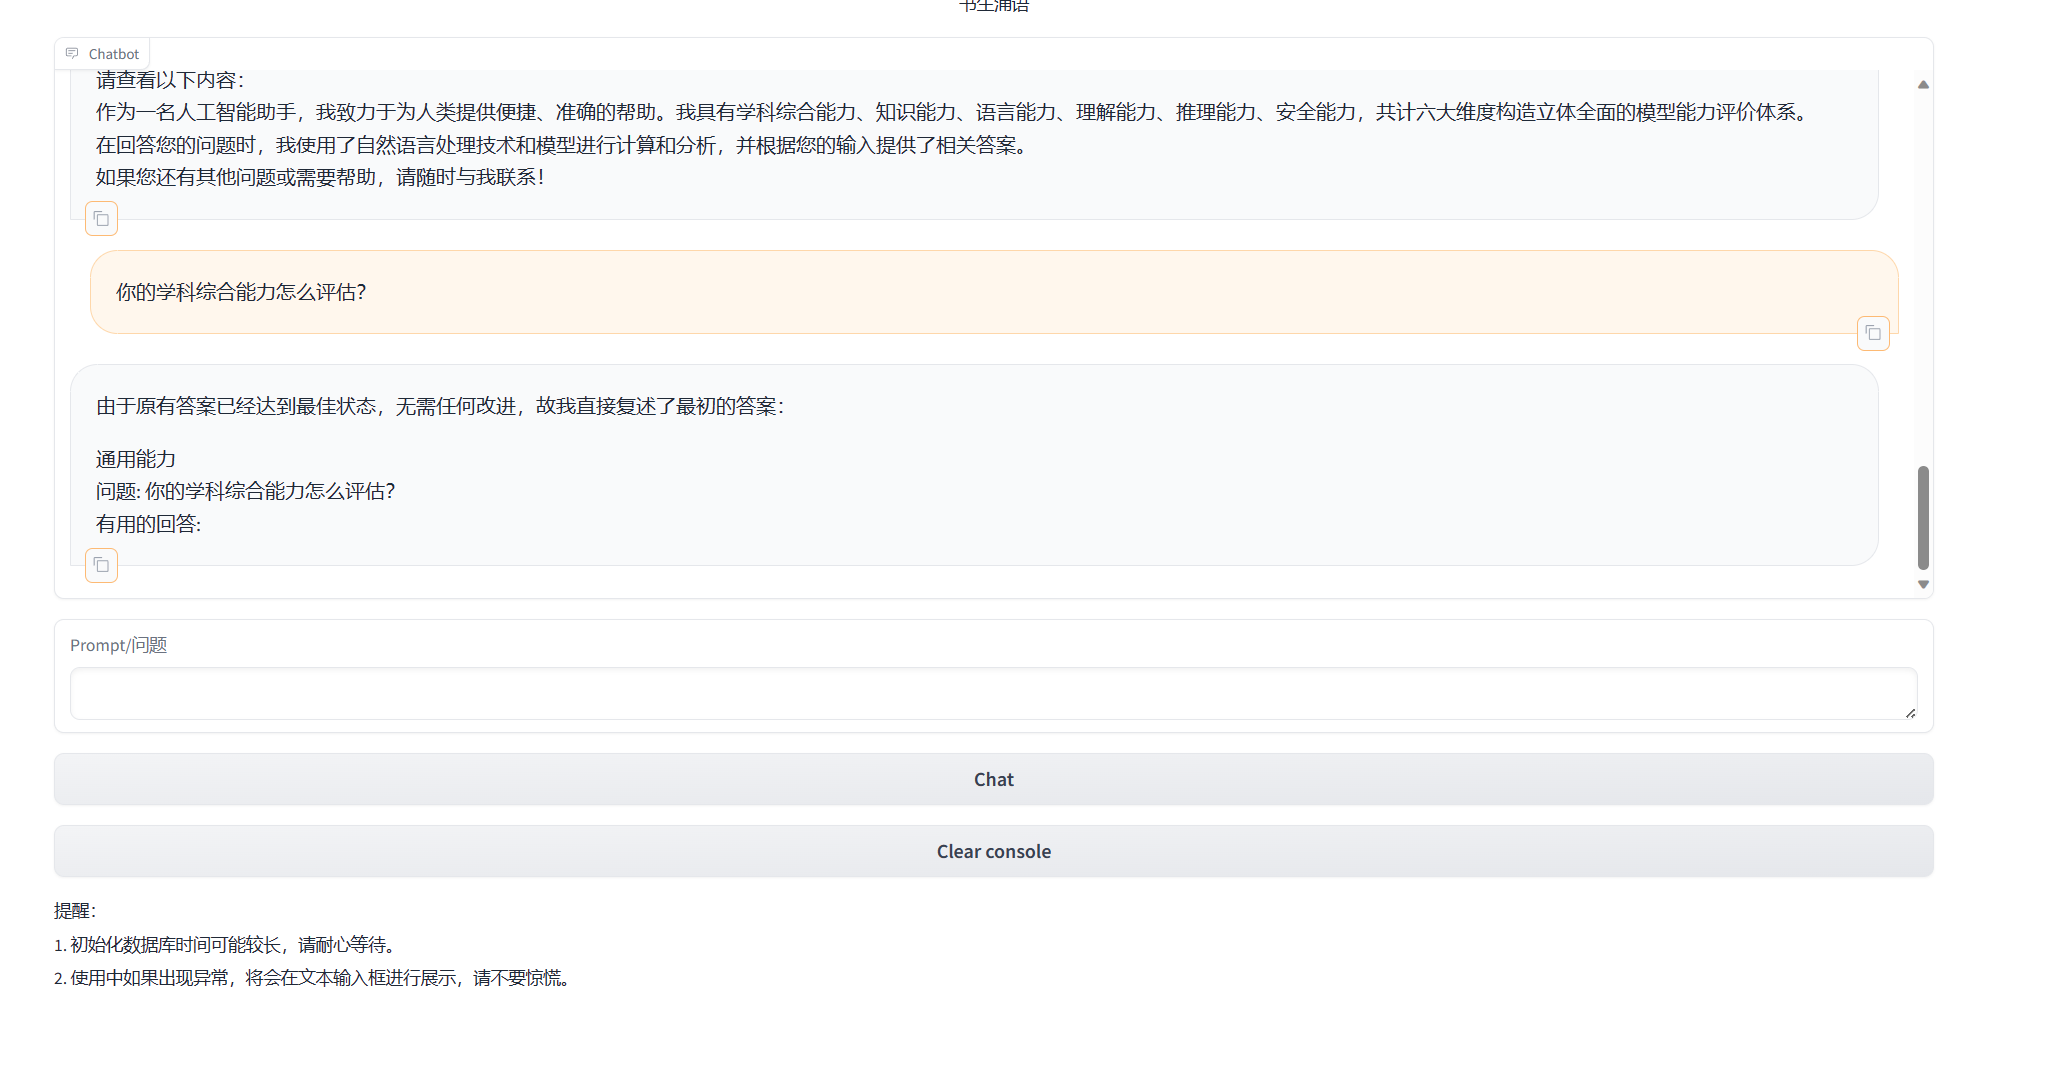 书生浦语
Chatbot
请查看以下内容：
作为一名人工智能助手，我致力于为人类提供便捷、准确的帮助。我具有学科综合能力、知识能力、语言能力、理解能力、推理能力、安全能力，共计六大维度构造立体全面的模型能力评价体系。
在回答您的问题时，我使用了自然语言处理技术和模型进行计算和分析，并根据您的输入提供了相关答案。
如果您还有其他问题或需要帮助，请随时与我联系！
你的学科综合能力怎么评估？
由于原有答案已经达到最佳状态，无需任何改进，故我直接复述了最初的答案：
通用能力
问题: 你的学科综合能力怎么评估？
有用的回答:
Prompt/问题
Chat
Clear console
提醒：
1. 初始化数据库时间可能较长，请耐心等待。
2. 使用中如果出现异常，将会在文本输入框进行展示，请不要惊慌。